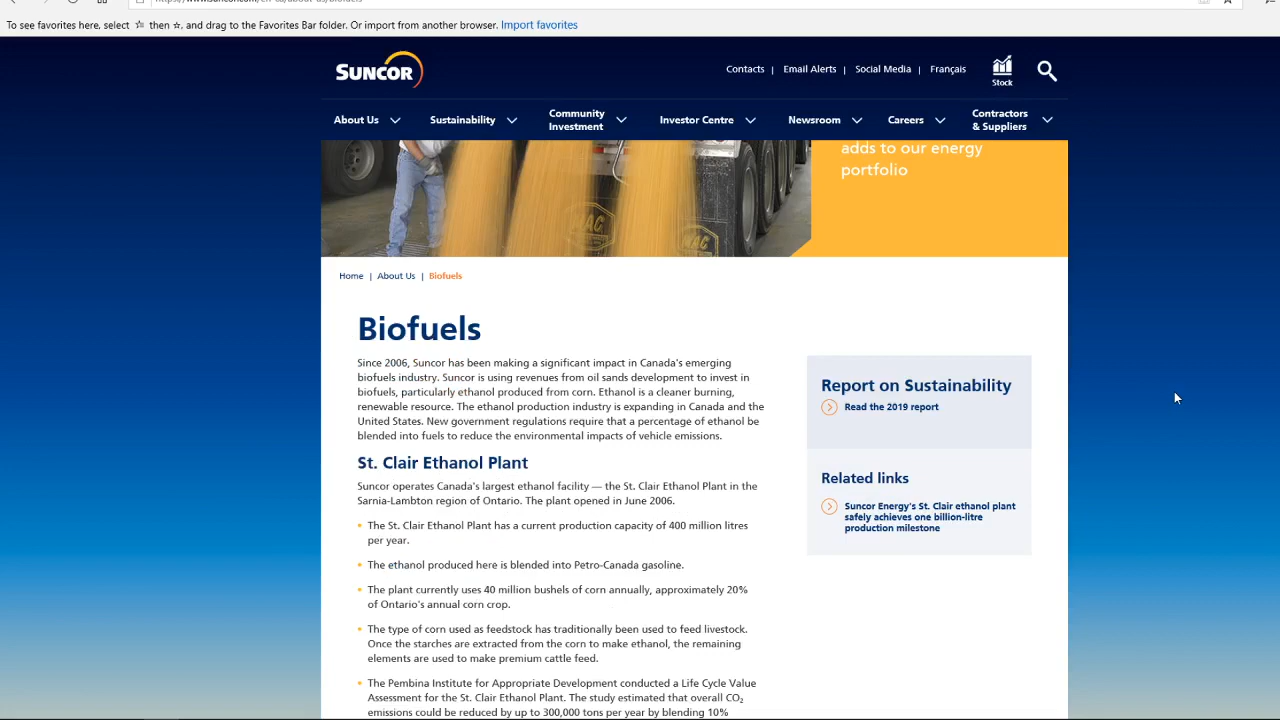 To see favorites here, select ☆ then ☆, and drag to the Favorites Bar folder. Or import from another browser. Import favorites
SUNCOR
Contacts | Email Alerts | Social Media | Français
Stock
About Us
Sustainability
Community
Investment
Investor Centre
Newsroom
Careers
Contractors
& Suppliers
adds to our energy
portfolio
MAC
MAC
Home | About Us | Biofuels
Biofuels
Since 2006, Suncor has been making a significant impact in Canada's emerging
biofuels industry. Suncor is using revenues from oil sands development to invest in
biofuels, particularly ethanol produced from corn. Ethanol is a cleaner burning,
renewable resource. The ethanol production industry is expanding in Canada and the
United States. New government regulations require that a percentage of ethanol be
blended into fuels to reduce the environmental impacts of vehicle emissions.
St. Clair Ethanol Plant
Suncor operates Canada's largest ethanol facility — the St. Clair Ethanol Plant in the
Sarnia-Lambton region of Ontario. The plant opened in June 2006.
• The St. Clair Ethanol Plant has a current production capacity of 400 million litres
per year.
• The ethanol produced here is blended into Petro-Canada gasoline.
• The plant currently uses 40 million bushels of corn annually, approximately 20%
of Ontario's annual corn crop.
• The type of corn used as feedstock has traditionally been used to feed livestock.
Once the starches are extracted from the corn to make ethanol, the remaining
elements are used to make premium cattle feed.
• The Pembina Institute for Appropriate Development conducted a Life Cycle Value
Assessment for the St. Clair Ethanol Plant. The study estimated that overall CO₂
emissions could be reduced by up to 300,000 tons per year by blending 10%
Report on Sustainability
Read the 2019 report
Related links
Suncor Energy's St. Clair ethanol plant
safely achieves one billion-litre
production milestone